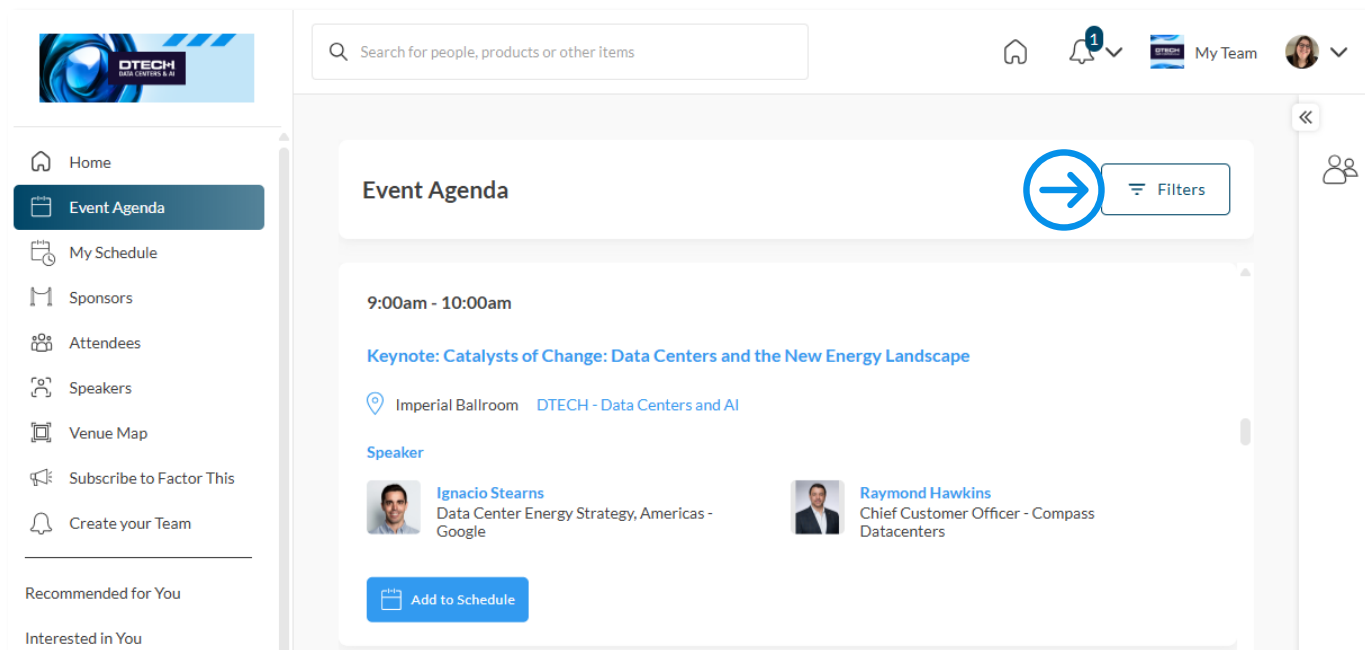 DTECH
DATA CENTERS & AI
Search for people, products or other items
1
DTECH
My Team
Home
Event Agenda
My Schedule
Sponsors
Attendees
Speakers
Venue Map
Subscribe to Factor This
Create your Team
Recommended for You
Interested in You
Event Agenda
Filters
9:00am - 10:00am
Keynote: Catalysts of Change: Data Centers and the New Energy Landscape
Imperial Ballroom DTECH - Data Centers and AI
Speaker
Ignacio Stearns
Data Center Energy Strategy, Americas -
Google
Raymond Hawkins
Chief Customer Officer - Compass
Datacenters
Add to Schedule